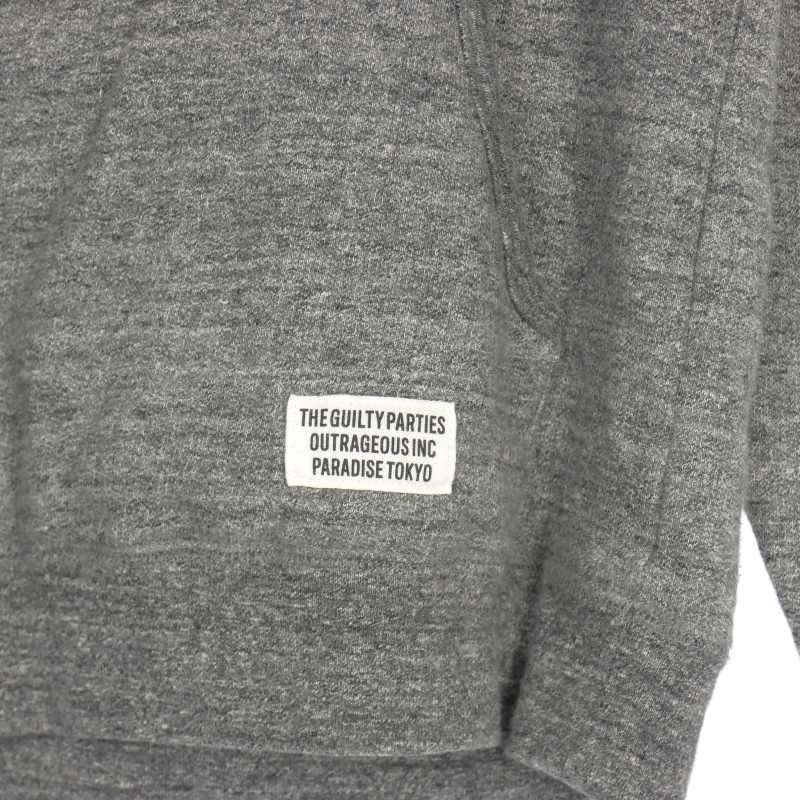 THE GUILTY PARTIES
OUTRAGEOUS INC
PARADISE TOKYO